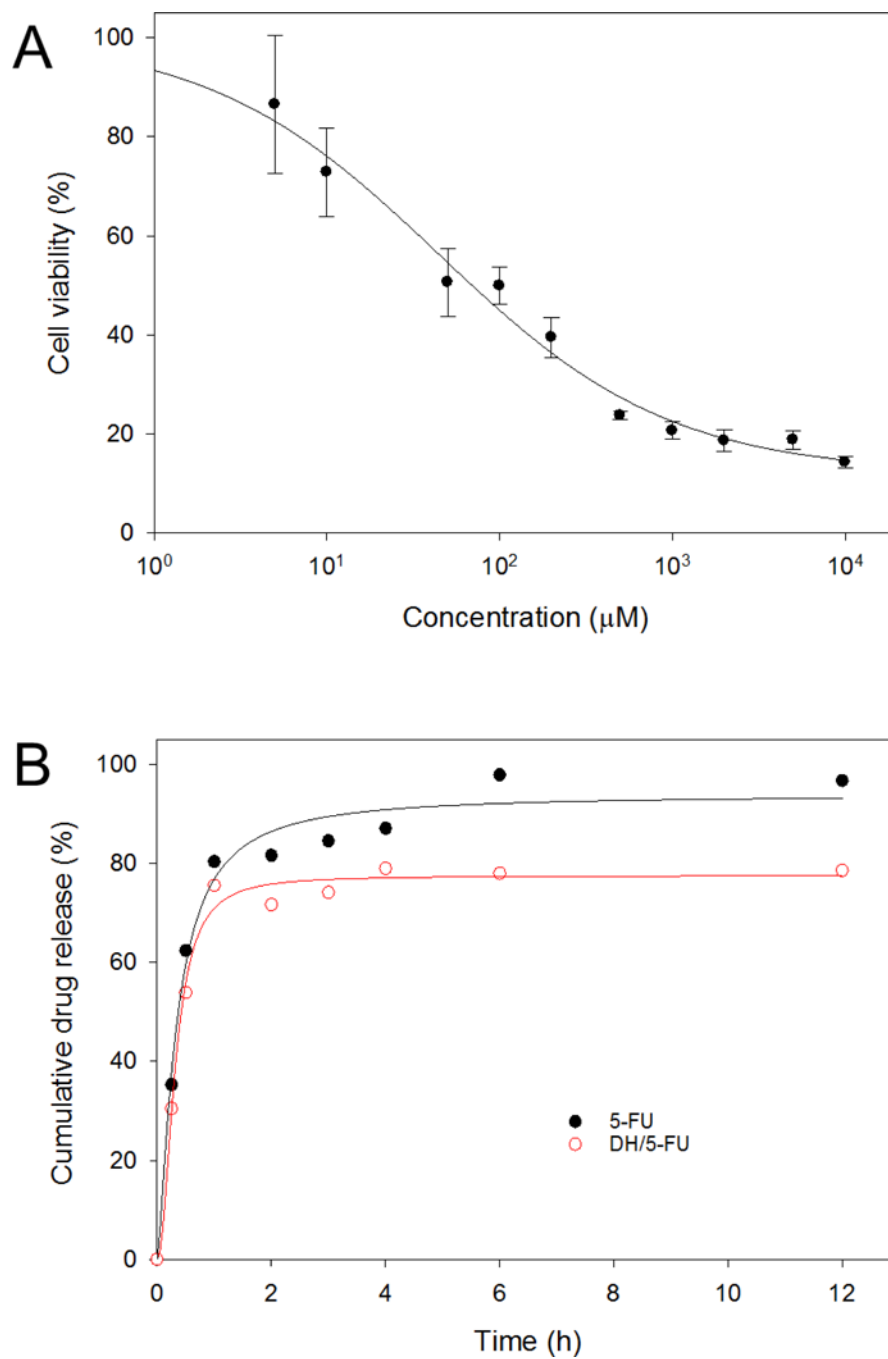 A
100
80
60
40
20
0
Cell viability (%)
10⁰ 10¹ 10² 10³ 10⁴
Concentration (μM)
B
100
80
60
40
20
0
Cumulative drug release (%)
5-FU
DH/5-FU
0 2 4 6 8 10 12
Time (h)